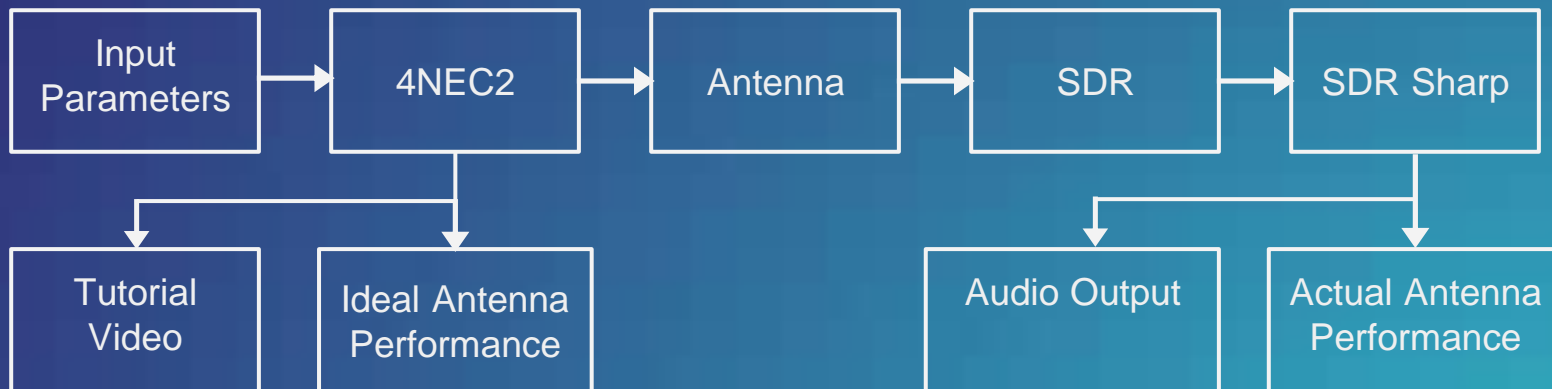 Input
Parameters
4NEC2
Antenna
SDR
SDR Sharp
Tutorial
Video
Ideal Antenna
Performance
Audio Output
Actual Antenna
Performance